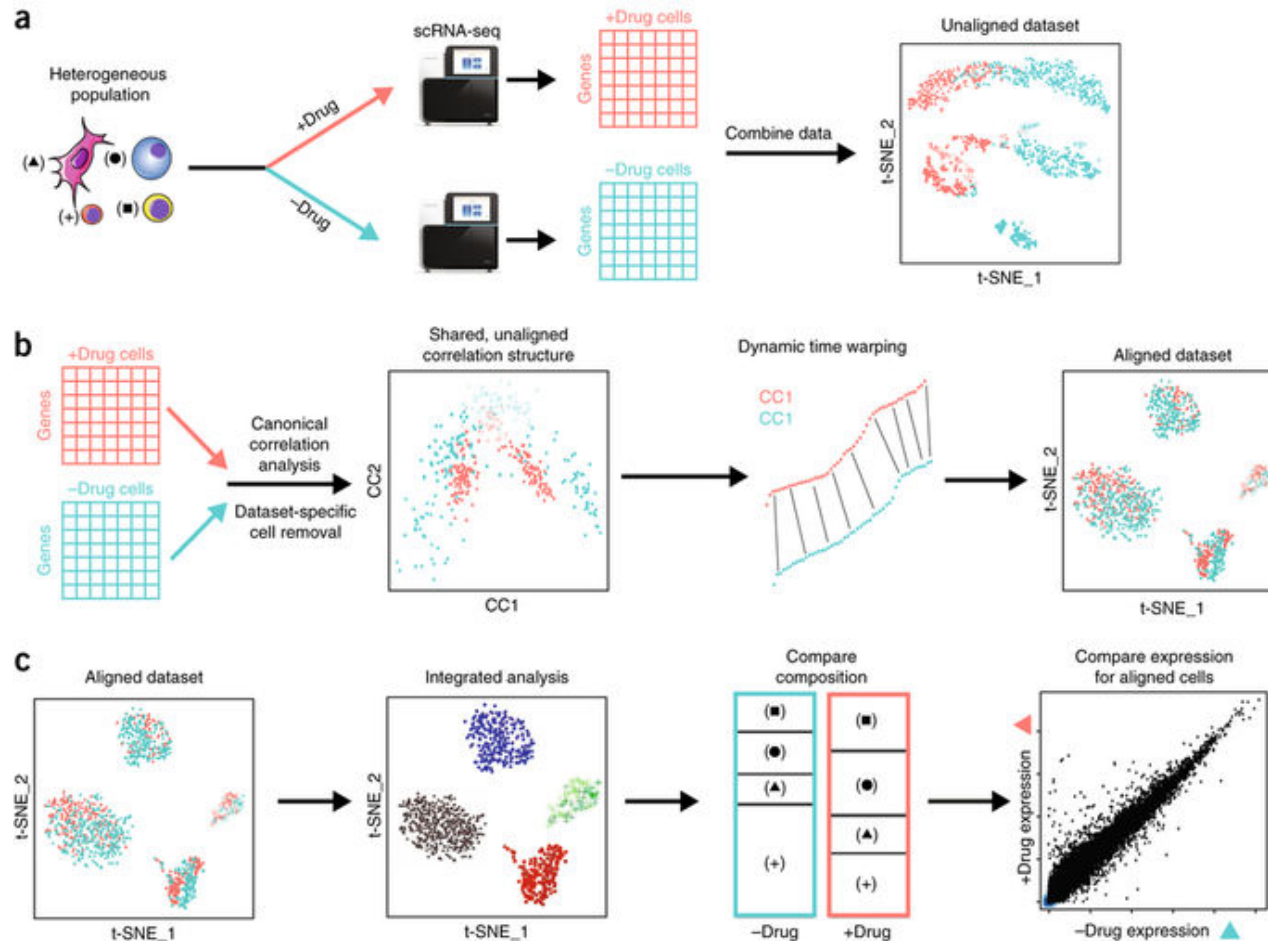 a
Heterogeneous
population
(▲)
(●)
(+)
(■)
+Drug
–Drug
scRNA-seq
+Drug cells
Genes
–Drug cells
Genes
Combine data
Unaligned dataset
t-SNE_2
t-SNE_1
b
+Drug cells
Genes
–Drug cells
Genes
Canonical
correlation
analysis
Dataset-specific
cell removal
Shared, unaligned
correlation structure
CC2
CC1
Dynamic time warping
CC1
CC1
Aligned dataset
t-SNE_2
t-SNE_1
c
Aligned dataset
t-SNE_2
t-SNE_1
Integrated analysis
t-SNE_2
t-SNE_1
Compare
composition
(■)
(●)
(▲)
(+)
–Drug
(■)
(●)
(▲)
(+)
+Drug
Compare expression
for aligned cells
+Drug expression
–Drug expression